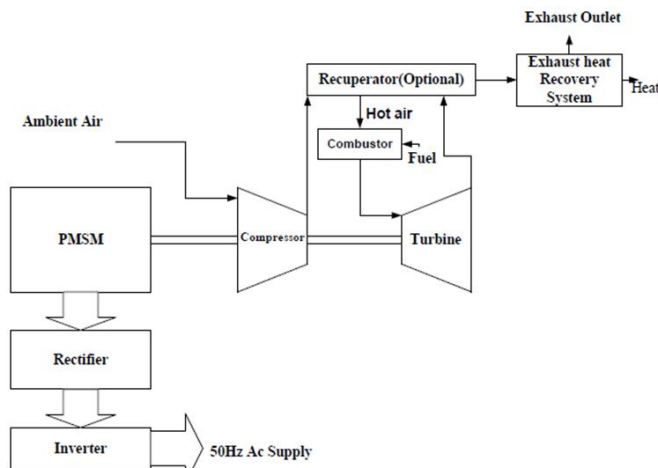 Exhaust Outlet
Recuperator(Optional)
Exhaust heat
Recovery
System
Heat
Hot air
Ambient Air
Combustor
Fuel
PMSM
Compressor
Turbine
Rectifier
Inverter
50Hz Ac Supply